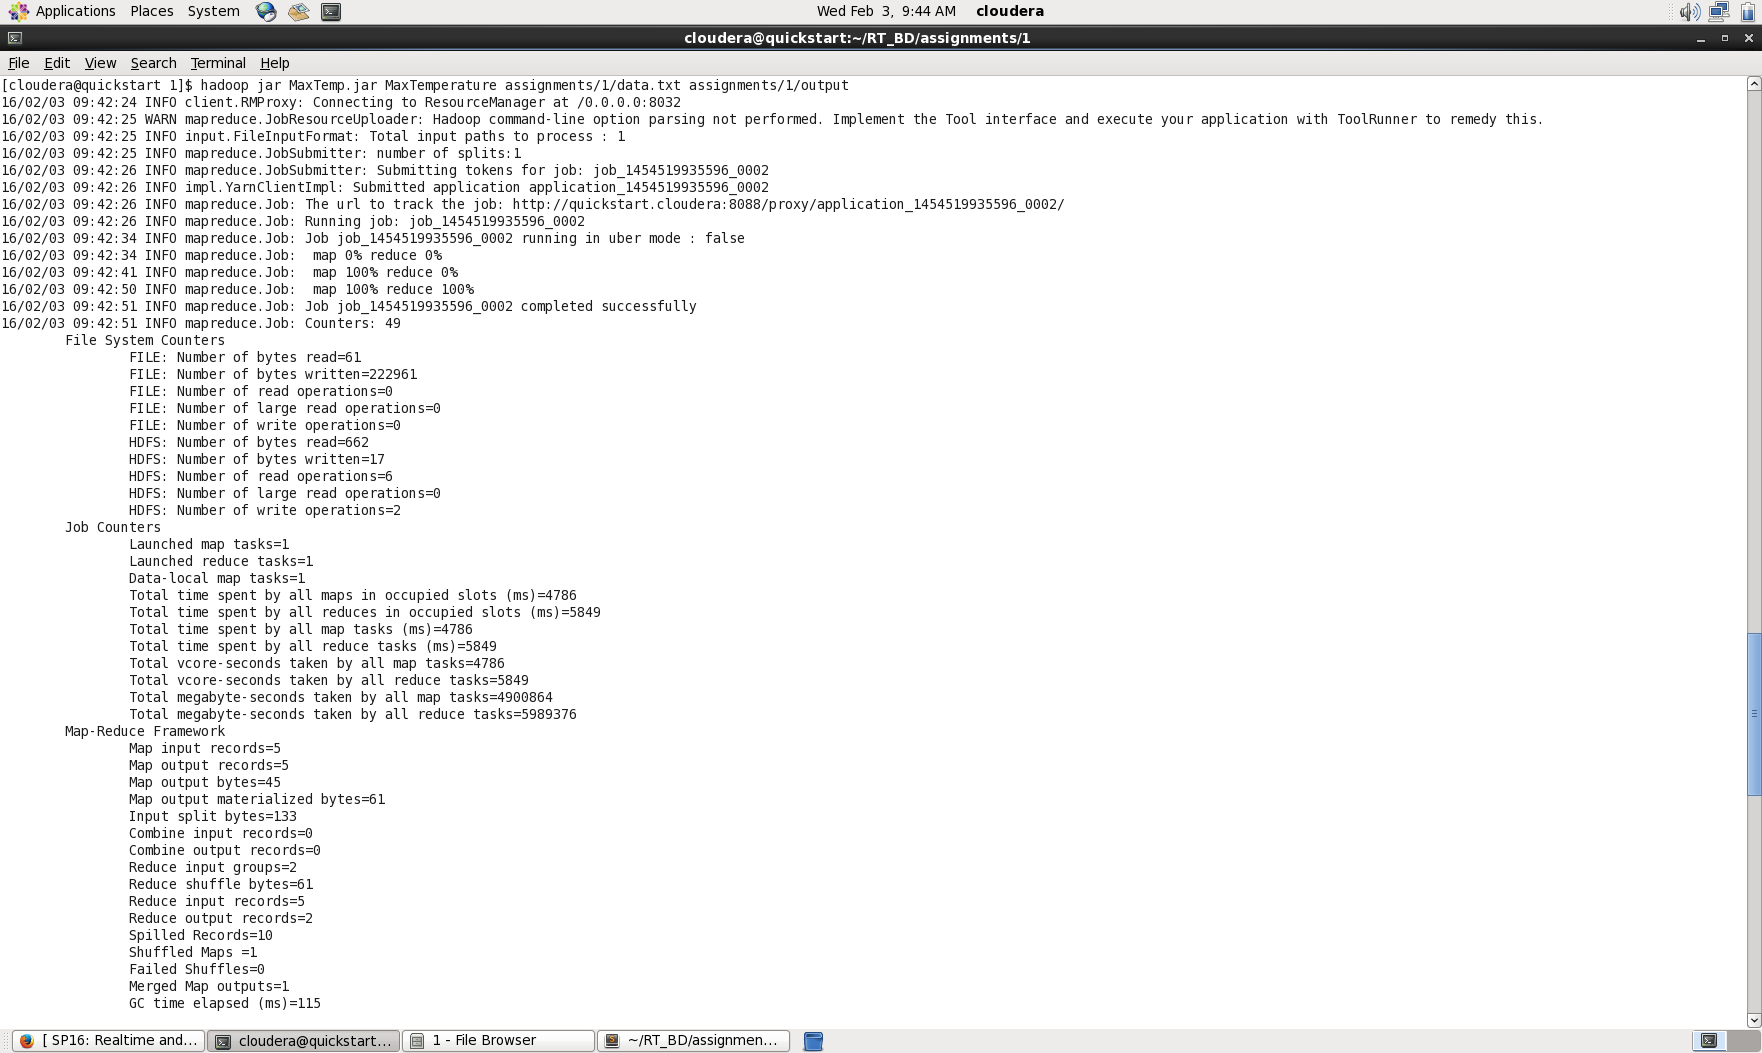 Applications Places System Wed Feb 3, 9:44 AM cloudera
cloudera@quickstart:~/RT_BD/assignments/1
File Edit View Search Terminal Help
[cloudera@quickstart 1]$ hadoop jar MaxTemp.jar MaxTemperature assignments/1/data.txt assignments/1/output
16/02/03 09:42:24 INFO client.RMProxy: Connecting to ResourceManager at /0.0.0.0:8032
16/02/03 09:42:25 WARN mapreduce.JobResourceUploader: Hadoop command-line option parsing not performed. Implement the Tool interface and execute your application with ToolRunner to remedy this.
16/02/03 09:42:25 INFO input.FileInputFormat: Total input paths to process : 1
16/02/03 09:42:25 INFO mapreduce.JobSubmitter: number of splits:1
16/02/03 09:42:26 INFO mapreduce.JobSubmitter: Submitting tokens for job: job_1454519935596_0002
16/02/03 09:42:26 INFO impl.YarnClientImpl: Submitted application application_1454519935596_0002
16/02/03 09:42:26 INFO mapreduce.Job: The url to track the job: http://quickstart.cloudera:8088/proxy/application_1454519935596_0002/
16/02/03 09:42:26 INFO mapreduce.Job: Running job: job_1454519935596_0002
16/02/03 09:42:34 INFO mapreduce.Job: Job job_1454519935596_0002 running in uber mode : false
16/02/03 09:42:34 INFO mapreduce.Job:  map 0% reduce 0%
16/02/03 09:42:41 INFO mapreduce.Job:  map 100% reduce 0%
16/02/03 09:42:50 INFO mapreduce.Job:  map 100% reduce 100%
16/02/03 09:42:51 INFO mapreduce.Job: Job job_1454519935596_0002 completed successfully
16/02/03 09:42:51 INFO mapreduce.Job: Counters: 49
File System Counters
FILE: Number of bytes read=61
FILE: Number of bytes written=222961
FILE: Number of read operations=0
FILE: Number of large read operations=0
FILE: Number of write operations=0
HDFS: Number of bytes read=662
HDFS: Number of bytes written=17
HDFS: Number of read operations=6
HDFS: Number of large read operations=0
HDFS: Number of write operations=2
Job Counters
Launched map tasks=1
Launched reduce tasks=1
Data-local map tasks=1
Total time spent by all maps in occupied slots (ms)=4786
Total time spent by all reduces in occupied slots (ms)=5849
Total time spent by all map tasks (ms)=4786
Total time spent by all reduce tasks (ms)=5849
Total vcore-seconds taken by all map tasks=4786
Total vcore-seconds taken by all reduce tasks=5849
Total megabyte-seconds taken by all map tasks=4900864
Total megabyte-seconds taken by all reduce tasks=5989376
Map-Reduce Framework
Map input records=5
Map output records=5
Map output bytes=45
Map output materialized bytes=61
Input split bytes=133
Combine input records=0
Combine output records=0
Reduce input groups=2
Reduce shuffle bytes=61
Reduce input records=5
Reduce output records=2
Spilled Records=10
Shuffled Maps =1
Failed Shuffles=0
Merged Map outputs=1
GC time elapsed (ms)=115
[ SP16: Realtime and... cloudera@quickstart... 1 - File Browser ~/RT_BD/assignmen...